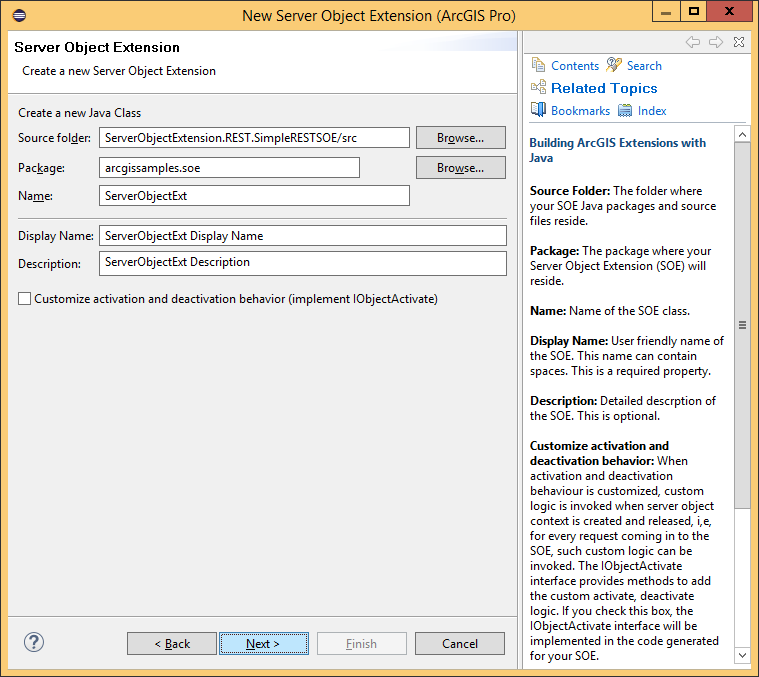 New Server Object Extension (ArcGIS Pro)
Server Object Extension
Create a new Server Object Extension
Create a new Java Class
Source folder: ServerObjectExtension.REST.SimpleRESTSOE/src Browse...
Package: arcgissamples.soe Browse...
Name: ServerObjectExt
Display Name: ServerObjectExt Display Name
Description: ServerObjectExt Description
Customize activation and deactivation behavior (implement IObjectActivate)
< Back Next > Finish Cancel
Contents Search
Related Topics
Bookmarks Index
Building ArcGIS Extensions with
Java
Source Folder: The folder where
your SOE Java packages and source
files reside.
Package: The package where your
Server Object Extension (SOE) will
reside.
Name: Name of the SOE class.
Display Name: User friendly name of
the SOE. This name can contain
spaces. This is a required property.
Description: Detailed descrption of
the SOE. This is optional.
Customize activation and
deactivation behavior: When
activation and deactivation
behaviour is customized, custom
logic is invoked when server object
context is created and released, i,e,
for every request coming in to the
SOE, such custom logic can be
invoked. The IObjectActivate
interface provides methods to add
the custom activate, deactivate
logic. If you check this box, the
IObjectActivate interface will be
implemented in the code generated
for your SOE.